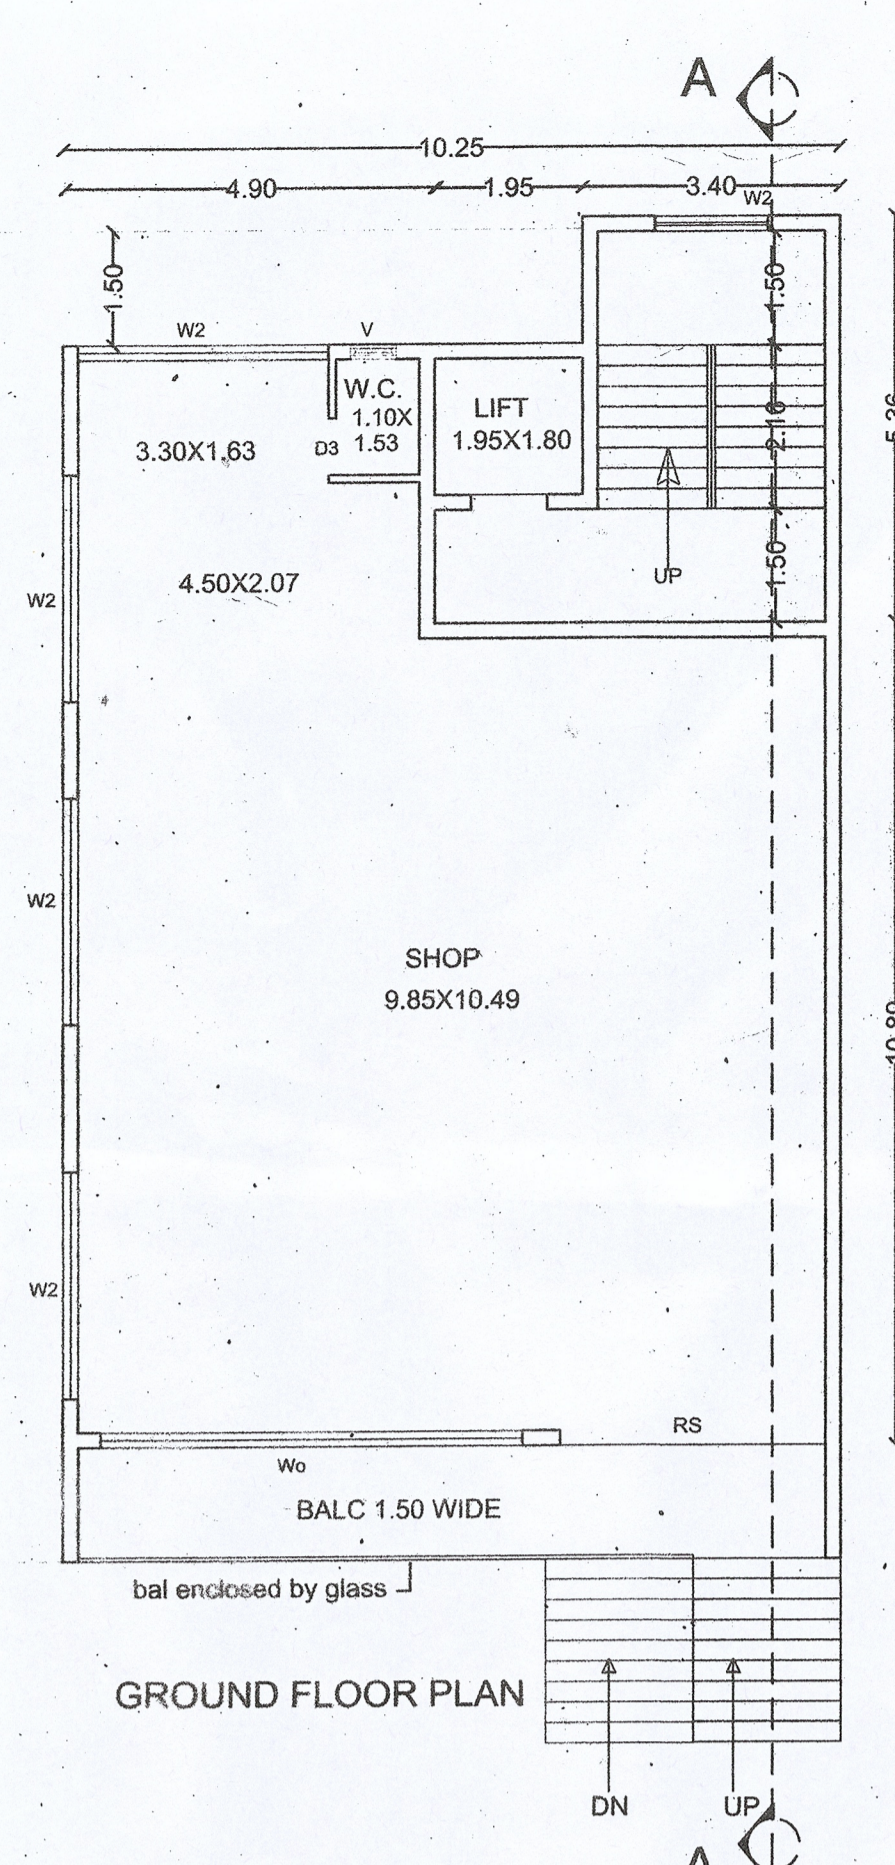 A
10.25
4.90 1.95 3.40
W2
1.50
1.50
W2
V
W.C.
1.10X
1.53
D3
LIFT
1.95X1.80
3.30X1.63
2.16
UP
1.50
4.50X2.07
W2
W2
SHOP
9.85X10.49
W2
RS
Wo
BALC 1.50 WIDE
bal enclosed by glass
GROUND FLOOR PLAN
DN
UP